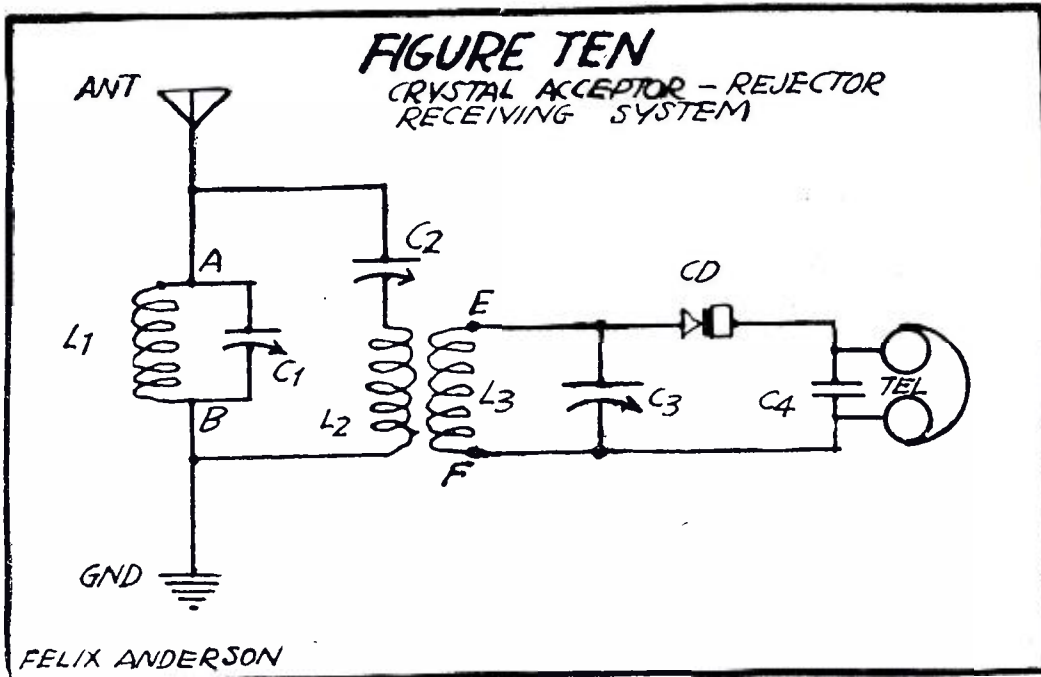 FIGURE TEN
CRYSTAL ACCEPTOR - REJECTOR
RECEIVING SYSTEM
ANT
A
C2
L1
C1
B
L2
E
L3
F
CD
C3
C4
TEL
GND
FELIX ANDERSON